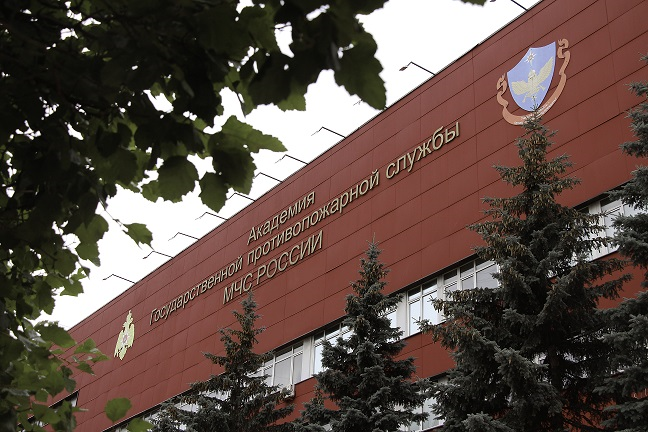 Академия
Государственной противопожарной службы
МЧС РОССИИ